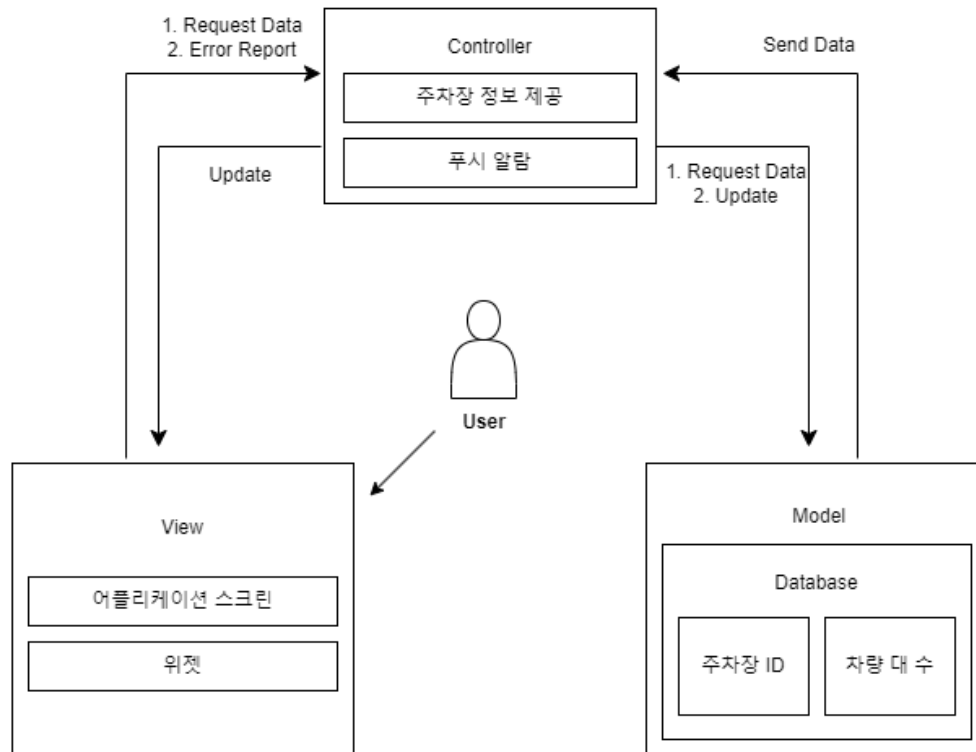 1. Request Data
2. Error Report
Controller
주차장 정보 제공
푸시 알람
Send Data
Update
1. Request Data
2. Update
User
View
어플리케이션 스크린
위젯
Model
Database
주차장 ID
차량 대 수